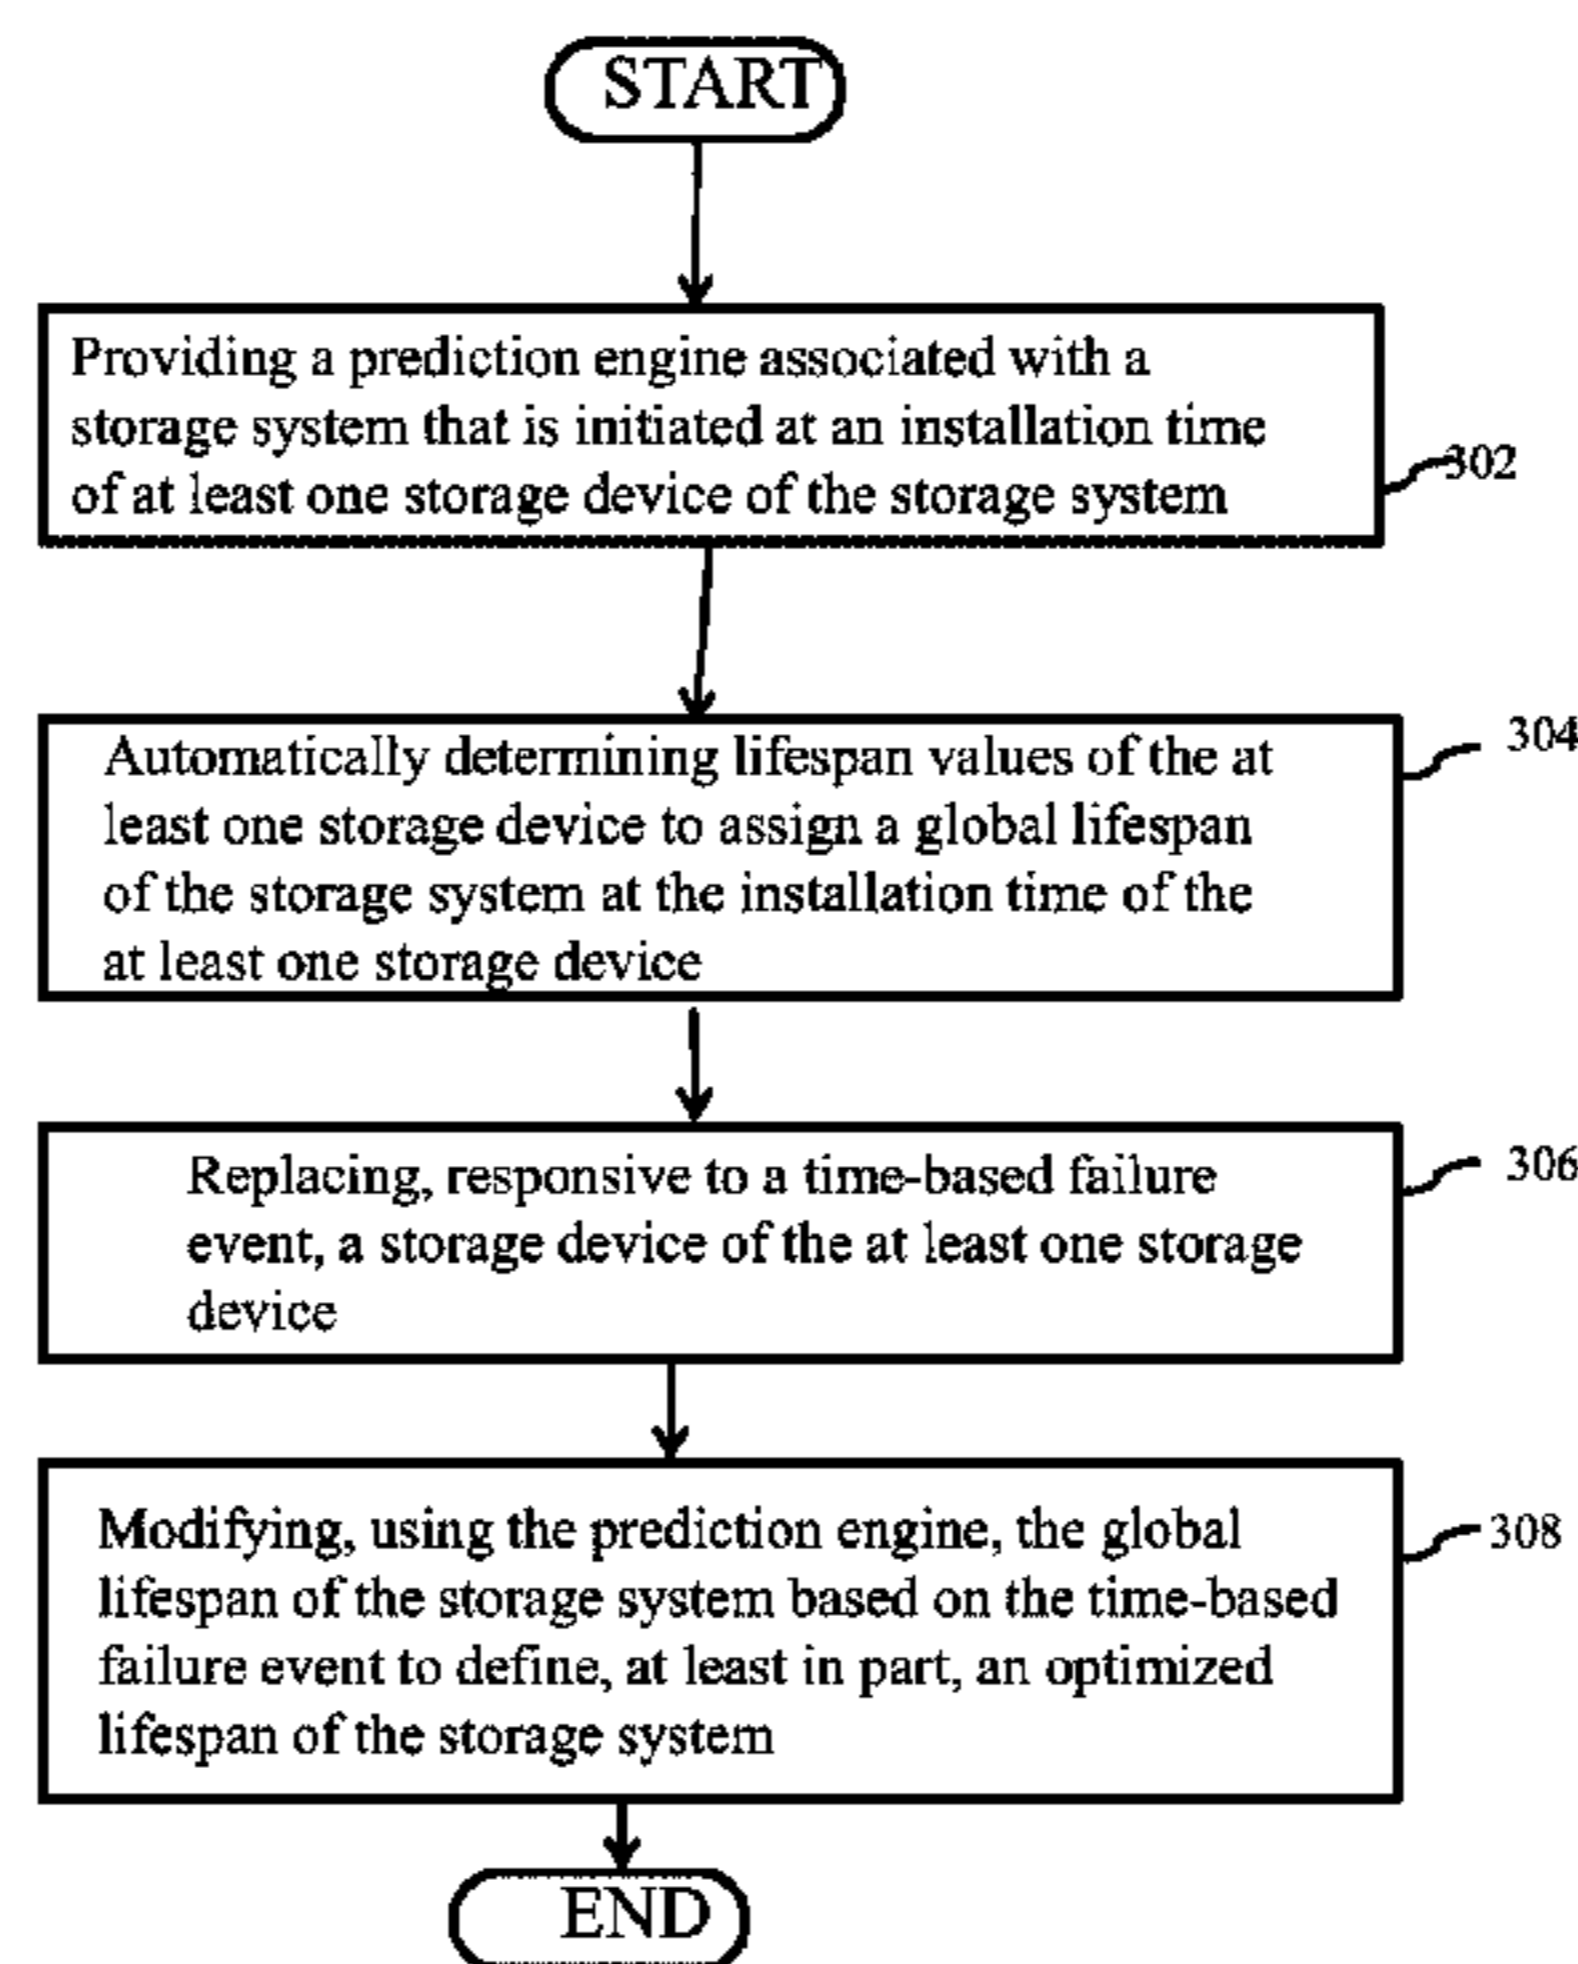 START
Providing a prediction engine associated with a
storage system that is initiated at an installation time
of at least one storage device of the storage system
302
Automatically determining lifespan values of the at
least one storage device to assign a global lifespan
of the storage system at the installation time of the
at least one storage device
304
Replacing, responsive to a time-based failure
event, a storage device of the at least one storage
device
306
Modifying, using the prediction engine, the global
lifespan of the storage system based on the time-based
failure event to define, at least in part, an optimized
lifespan of the storage system
308
END